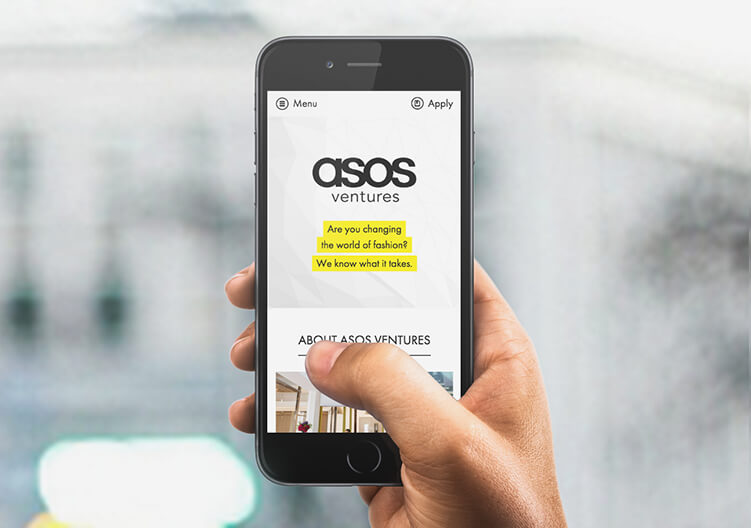 Menu
Apply
asos
ventures
Are you changing
the world of fashion?
We know what it takes.
ABOUT ASOS VENTURES